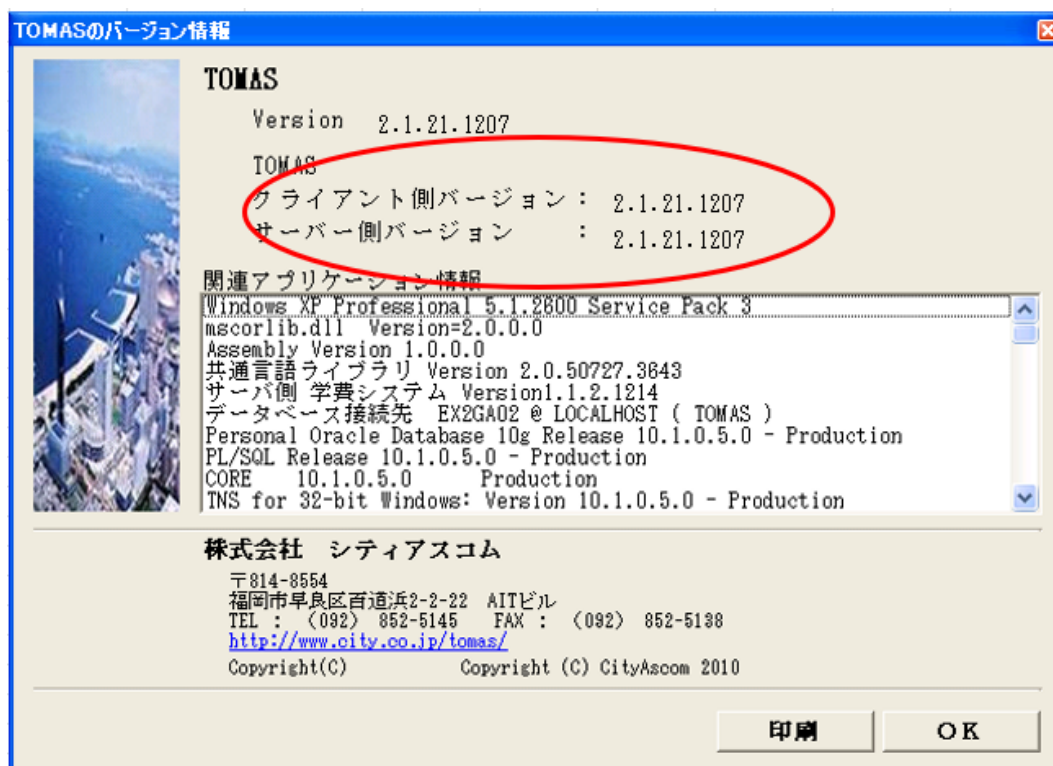 TOMASのバージョン情報
TOMAS
Version 2.1.21.1207
TOMAS
クライアント側バージョン : 2.1.21.1207
サーバー側バージョン : 2.1.21.1207
関連アプリケーション情報
Windows XP Professional 5.1.2600 Service Pack 3
mscorlib.dll Version=2.0.0.0
Assembly Version 1.0.0.0
共通言語ライブラリ Version 2.0.50727.3643
サーバ側 学費システム Version1.1.2.1214
データベース接続先 EX2GA02 @ LOCALHOST ( TOMAS )
Personal Oracle Database 10g Release 10.1.0.5.0 - Production
PL/SQL Release 10.1.0.5.0 - Production
CORE 10.1.0.5.0 Production
TNS for 32-bit Windows: Version 10.1.0.5.0 - Production
株式会社 シティアスコム
〒814-8554
福岡市早良区百道浜2-2-22 AITビル
TEL : (092) 852-5145 FAX : (092) 852-5138
http://www.city.co.jp/tomas/
Copyright(C) Copyright (C) CityAscom 2010
印刷 OK